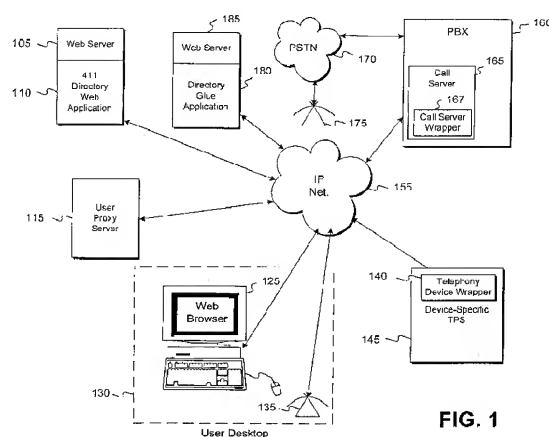 185
160
105
Web Server
Web Server
PSTN
170
PBX
165
Call
Server
167
Call Server
Wrapper
110
411
Directory
Web
Application
180
Directory
Glue
Application
175
IP
Net.
155
115
User
Proxy
Server
125
Web
Browser
140
Telephony
Device Wrapper
Device-Specific
TPS
145
130
135
User Desktop
FIG. 1